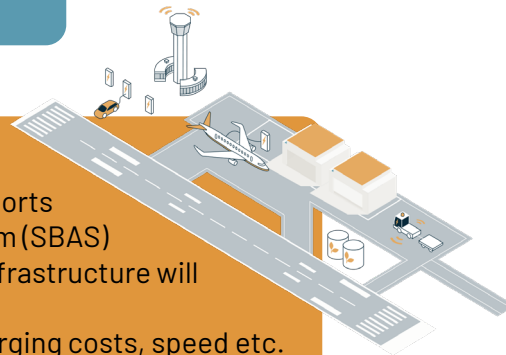 orts
m (SBAS)
frastructure will
rging costs, speed etc.